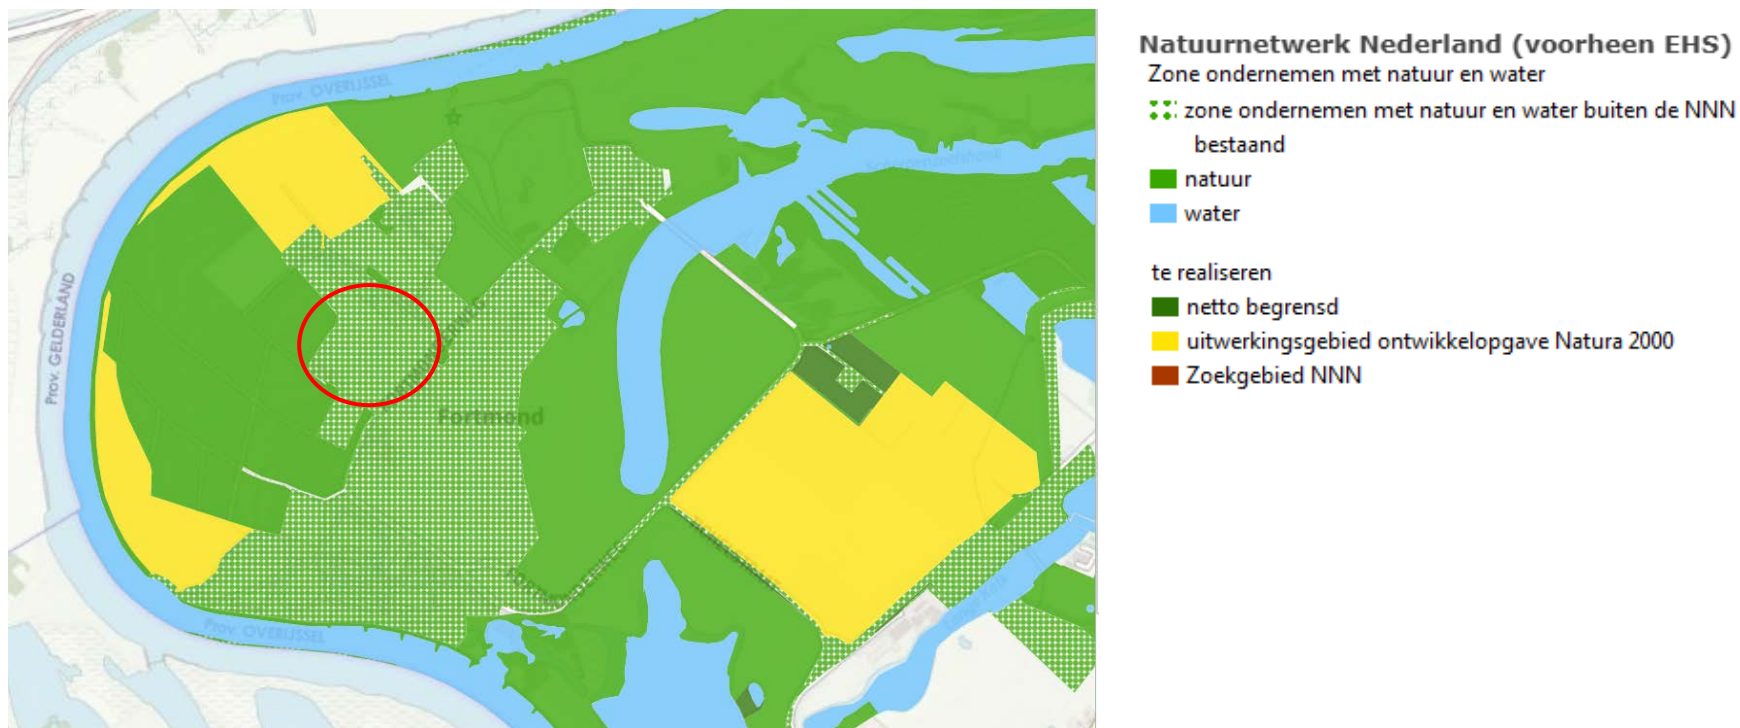 Natuurnetwerk Nederland (voorheen EHS)
Zone ondernemen met natuur en water
zone ondernemen met natuur en water buiten de NNN
bestaand
natuur
water
te realiseren
netto begrensd
uitwerkingsgebied ontwikkelopgave Natura 2000
Zoekgebied NNN
Prov. OVERIJSSEL
Prov. GELDERLAND
Fortmond
Prov. OVERIJSSEL